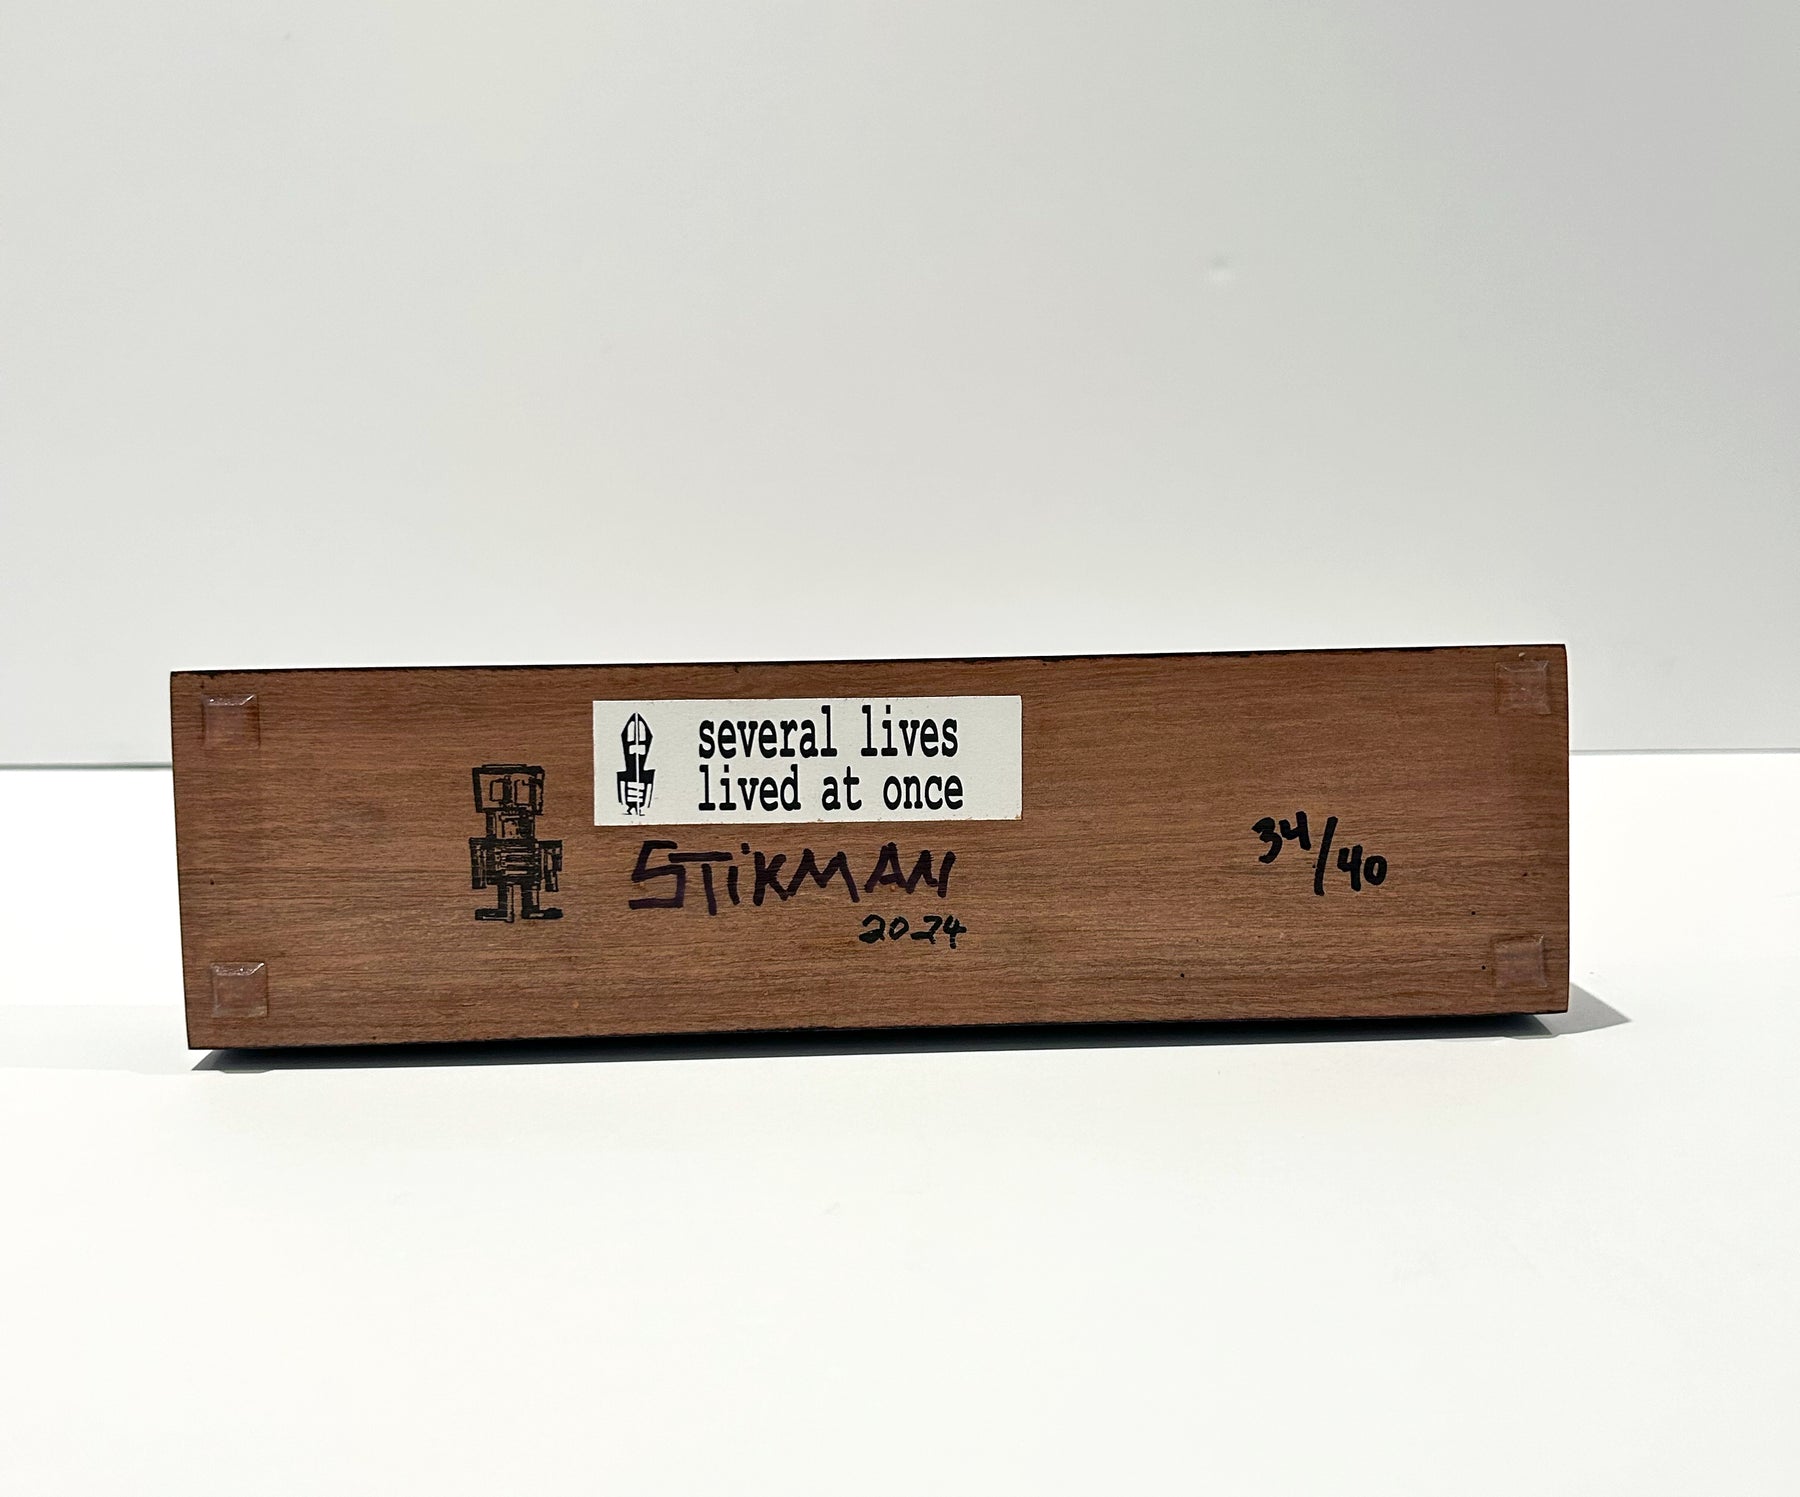 several lives
lived at once
STiKMAN
2024
34/40